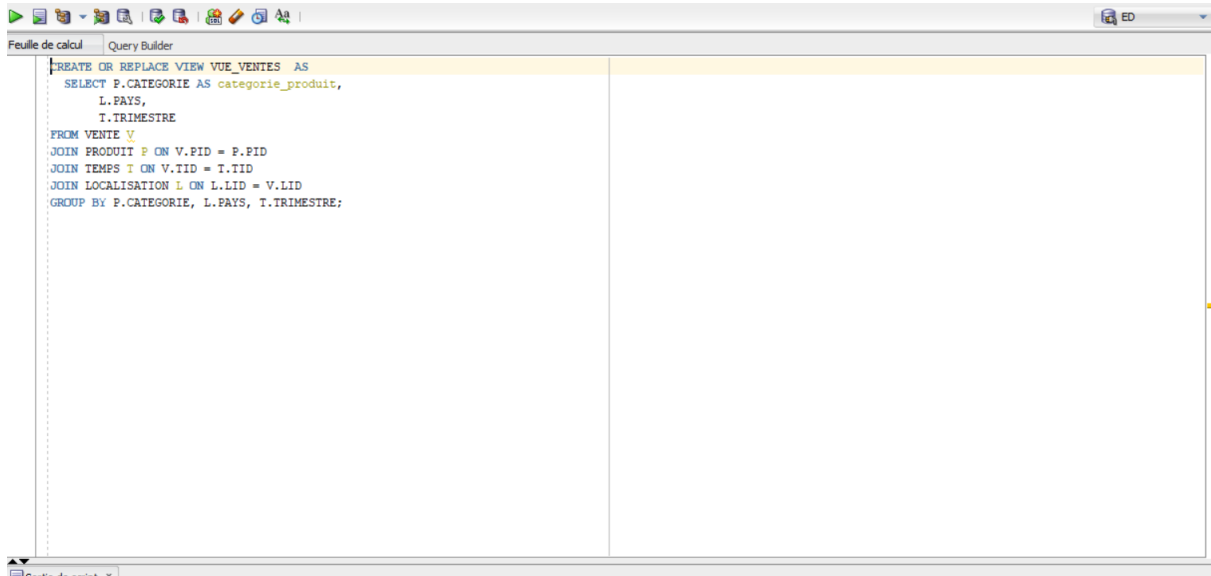 ED
Feuille de calcul Query Builder
CREATE OR REPLACE VIEW VUE_VENTES AS
SELECT P.CATEGORIE AS categorie_produit,
L.PAYS,
T.TRIMESTRE
FROM VENTE V
JOIN PRODUIT P ON V.PID = P.PID
JOIN TEMPS T ON V.TID = T.TID
JOIN LOCALISATION L ON L.LID = V.LID
GROUP BY P.CATEGORIE, L.PAYS, T.TRIMESTRE;